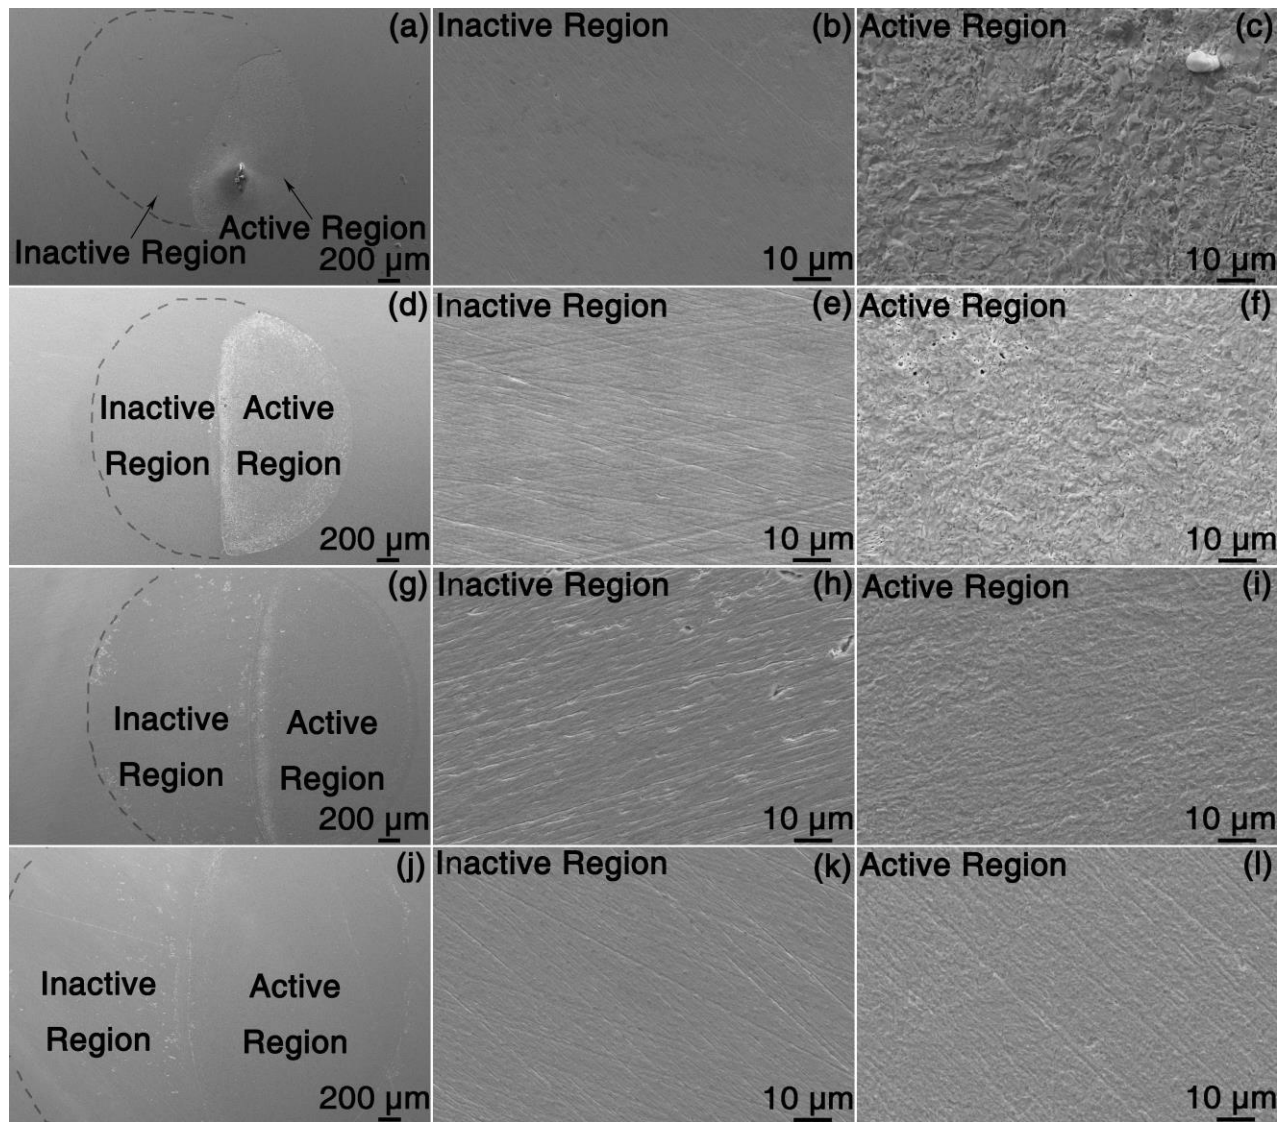 (a)
Inactive Region
Active Region
200 µm
Inactive Region (b)
10 µm
Active Region (c)
10 µm
(d)
Inactive Region
Active Region
200 µm
Inactive Region (e)
10 µm
Active Region (f)
10 µm
(g)
Inactive Region
Active Region
200 µm
Inactive Region (h)
10 µm
Active Region (i)
10 µm
(j)
Inactive Region
Active Region
200 µm
Inactive Region (k)
10 µm
Active Region (l)
10 µm